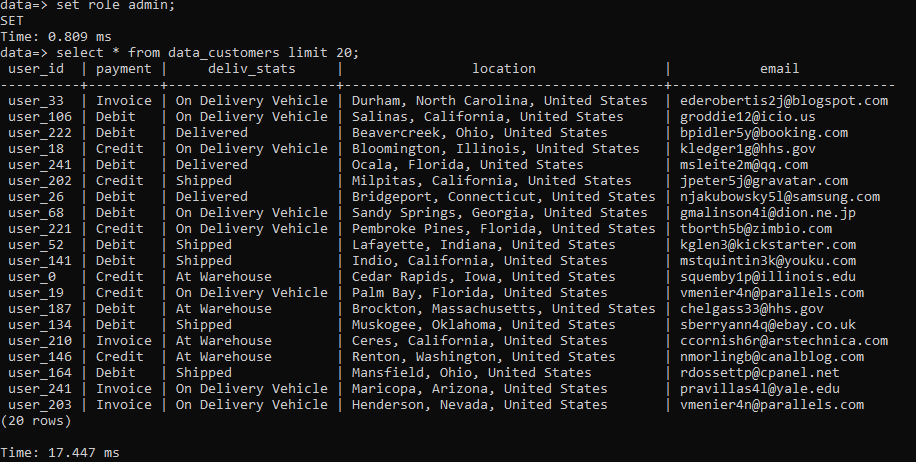 data=> set role admin;
SET
Time: 0.809 ms
data=> select * from data_customers limit 20;
 user_id  | payment |     deliv_stats     |                location                |           email
----------+---------+---------------------+----------------------------------------+----------------------------
 user_33  | Invoice | On Delivery Vehicle | Durham, North Carolina, United States  | ederobertis2j@blogspot.com
 user_106 | Debit   | On Delivery Vehicle | Salinas, California, United States     | groddie12@icio.us
 user_222 | Debit   | Delivered           | Beavercreek, Ohio, United States       | bpidler5y@booking.com
 user_18  | Credit  | On Delivery Vehicle | Bloomington, Illinois, United States   | kledger1g@hhs.gov
 user_241 | Debit   | Delivered           | Ocala, Florida, United States          | msleite2m@qq.com
 user_202 | Credit  | Shipped             | Milpitas, California, United States    | jpeter5j@gravatar.com
 user_26  | Debit   | Delivered           | Bridgeport, Connecticut, United States | njakubowsky5l@samsung.com
 user_68  | Debit   | On Delivery Vehicle | Sandy Springs, Georgia, United States  | gmalinson4i@dion.ne.jp
 user_221 | Credit  | On Delivery Vehicle | Pembroke Pines, Florida, United States | tborth5b@zimbio.com
 user_52  | Debit   | Shipped             | Lafayette, Indiana, United States      | kglen3@kickstarter.com
 user_141 | Debit   | Shipped             | Indio, California, United States       | mstquintin3k@youku.com
 user_0   | Credit  | At Warehouse        | Cedar Rapids, Iowa, United States      | squemby1p@illinois.edu
 user_19  | Credit  | On Delivery Vehicle | Palm Bay, Florida, United States       | vmenier4n@parallels.com
 user_187 | Debit   | At Warehouse        | Brockton, Massachusetts, United States | chelgass33@hhs.gov
 user_134 | Debit   | Shipped             | Muskogee, Oklahoma, United States      | sberryann4q@ebay.co.uk
 user_210 | Invoice | At Warehouse        | Ceres, California, United States       | ccornish6r@arstechnica.com
 user_146 | Credit  | At Warehouse        | Renton, Washington, United States      | nmorlingb@canalblog.com
 user_164 | Debit   | Shipped             | Mansfield, Ohio, United States         | rdossettp@cpanel.net
 user_241 | Invoice | On Delivery Vehicle | Maricopa, Arizona, United States       | pravillas4l@yale.edu
 user_203 | Invoice | On Delivery Vehicle | Henderson, Nevada, United States       | vmenier4n@parallels.com
(20 rows)
Time: 17.447 ms